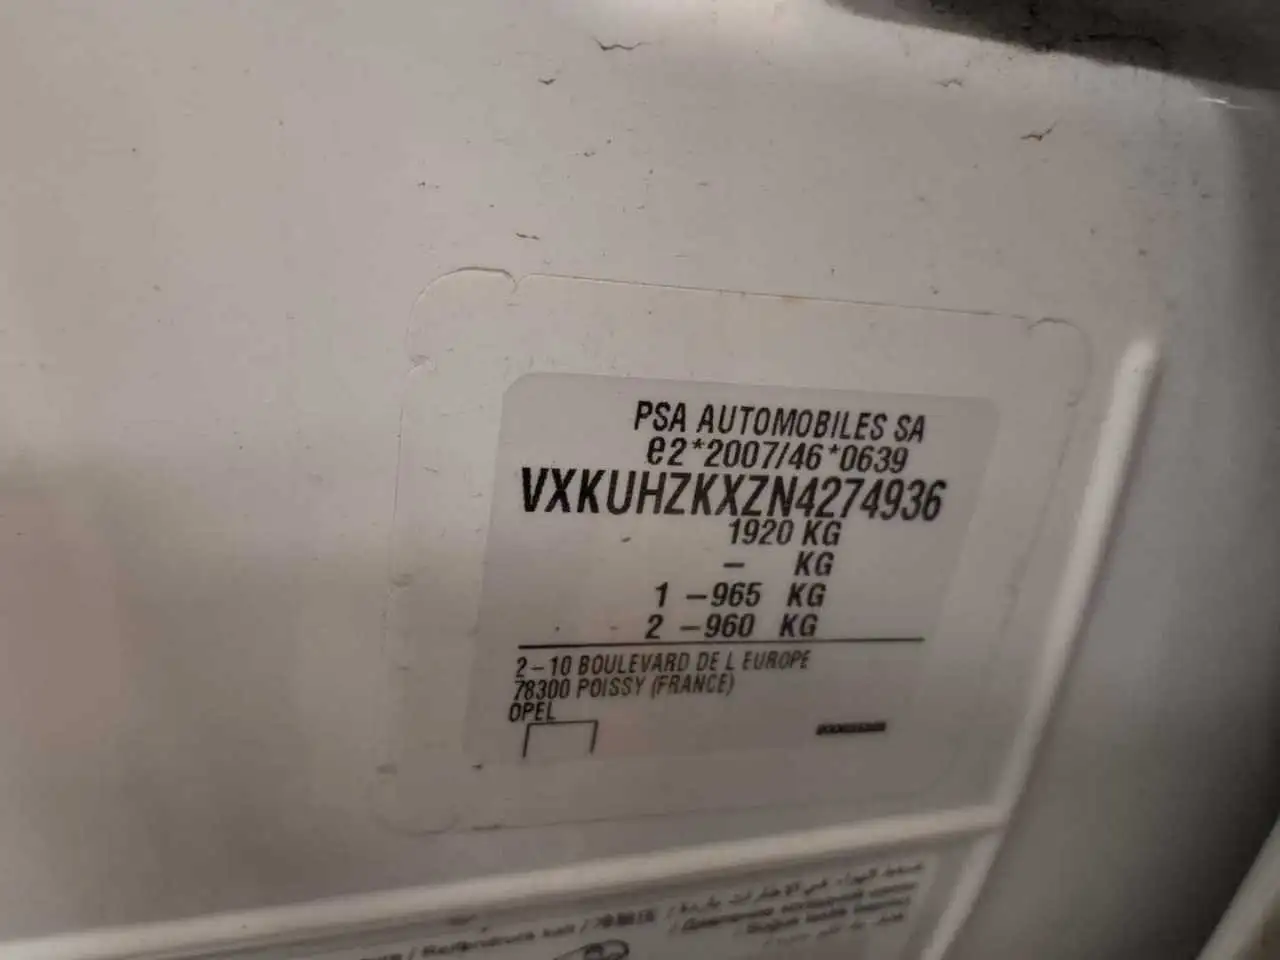 PSA AUTOMOBILES SA
e2*2007/46*0639
VXKUHZKXZN4274936
1920 KG
- KG
1 -965 KG
2 -960 KG
2-10 BOULEVARD DE L EUROPE
78300 POISSY (FRANCE)
OPEL